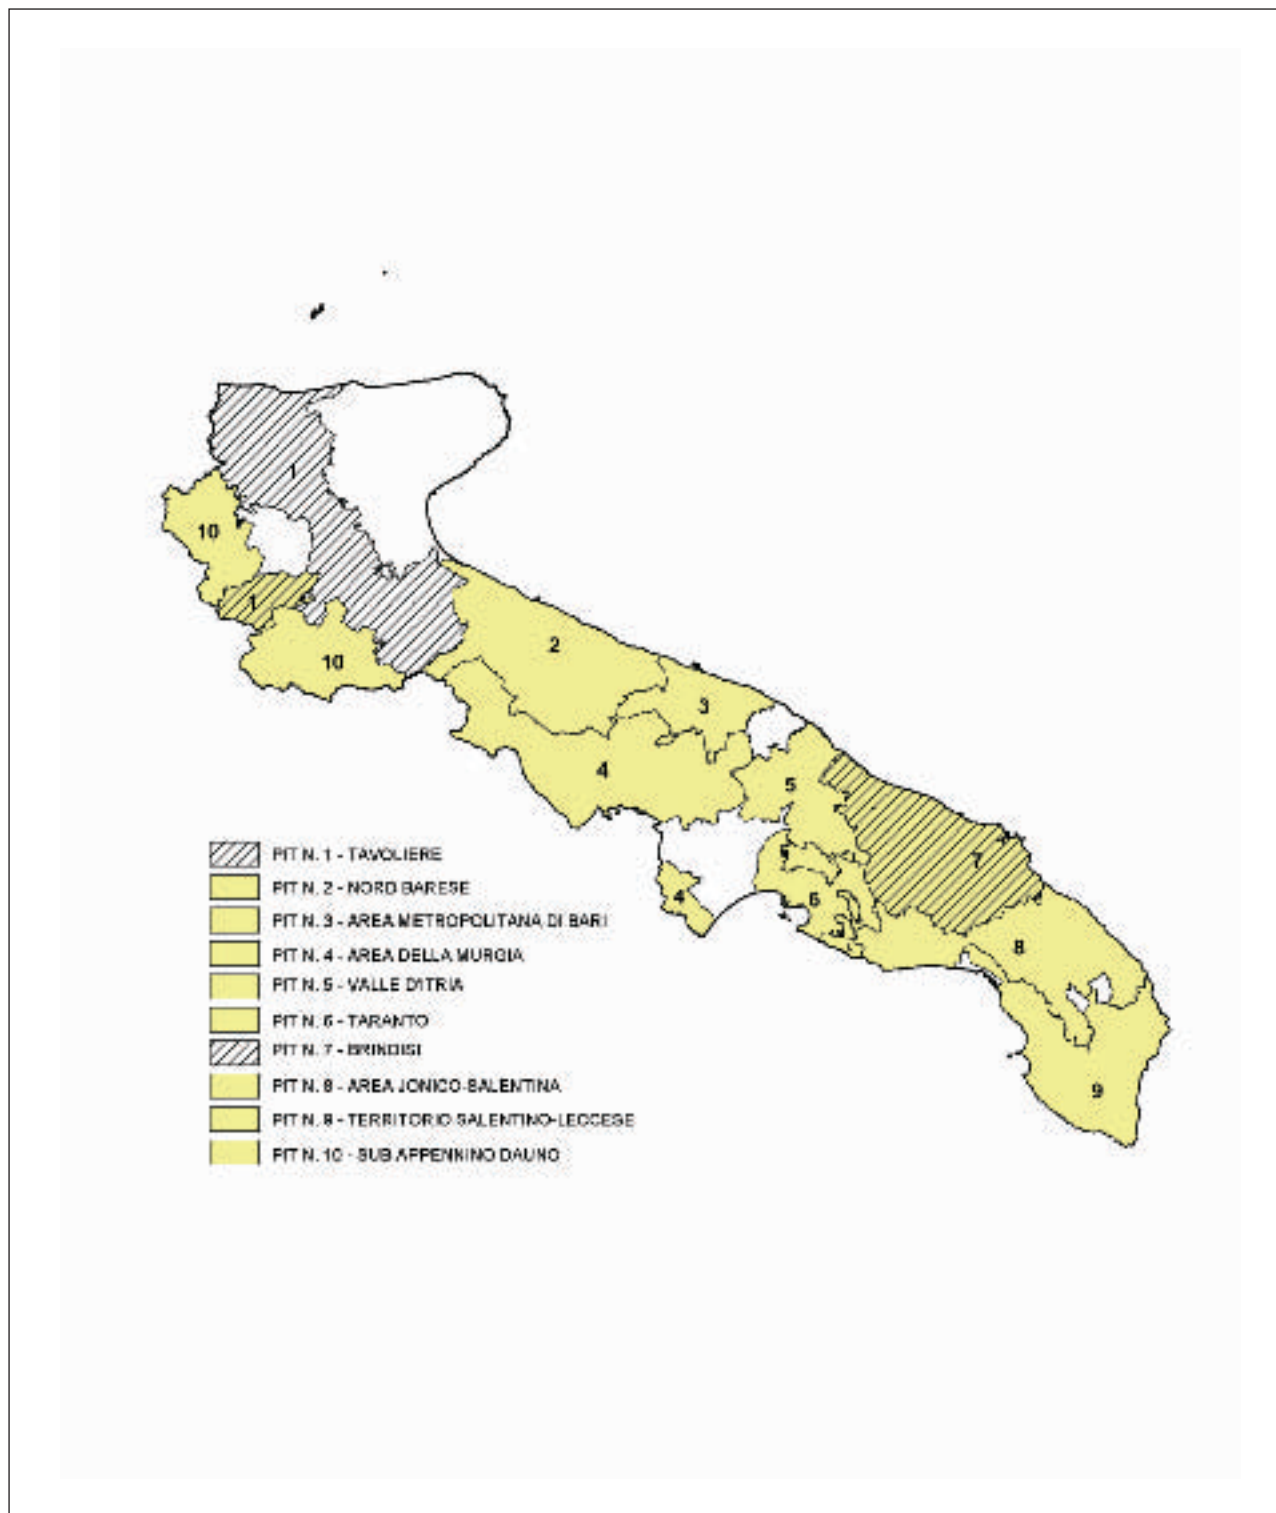 1
10
1
10
2
3
4
5
7
5
6
4
8
9
PIT N. 1 - TAVOLIERE
PIT N. 2 - NORD BARESE
PIT N. 3 - AREA METROPOLITANA DI BARI
PIT N. 4 - AREA DELLA MURGIA
PIT N. 5 - VALLE D'ITRIA
PIT N. 6 - TARANTO
PIT N. 7 - BRINDISI
PIT N. 8 - AREA JONICO-SALENTINA
PIT N. 9 - TERRITORIO SALENTINO-LECCESE
PIT N. 10 - SUB APPENNINO DAUNO